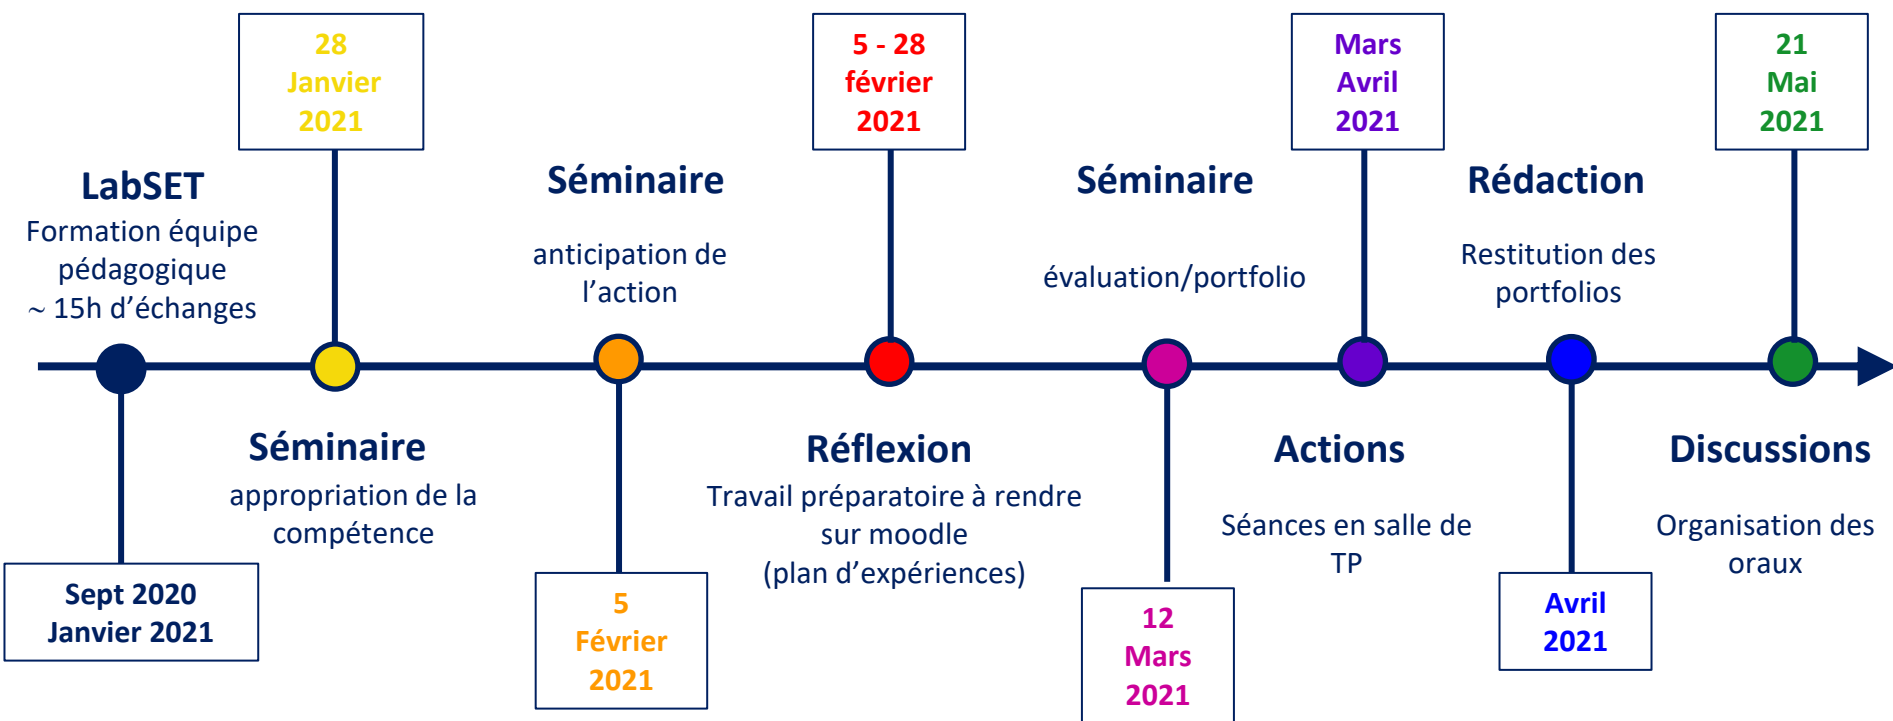 LabSET
Formation équipe
pédagogique
~ 15h d’échanges
Sept 2020
Janvier 2021
28
Janvier
2021
Séminaire
appropriation de la
compétence
Séminaire
anticipation de
l’action
5
Février
2021
5 - 28
février
2021
Réflexion
Travail préparatoire à rendre
sur moodle
(plan d’expériences)
Séminaire
évaluation/portfolio
12
Mars
2021
Mars
Avril
2021
Actions
Séances en salle de
TP
Rédaction
Restitution des
portfolios
Avril
2021
21
Mai
2021
Discussions
Organisation des
oraux